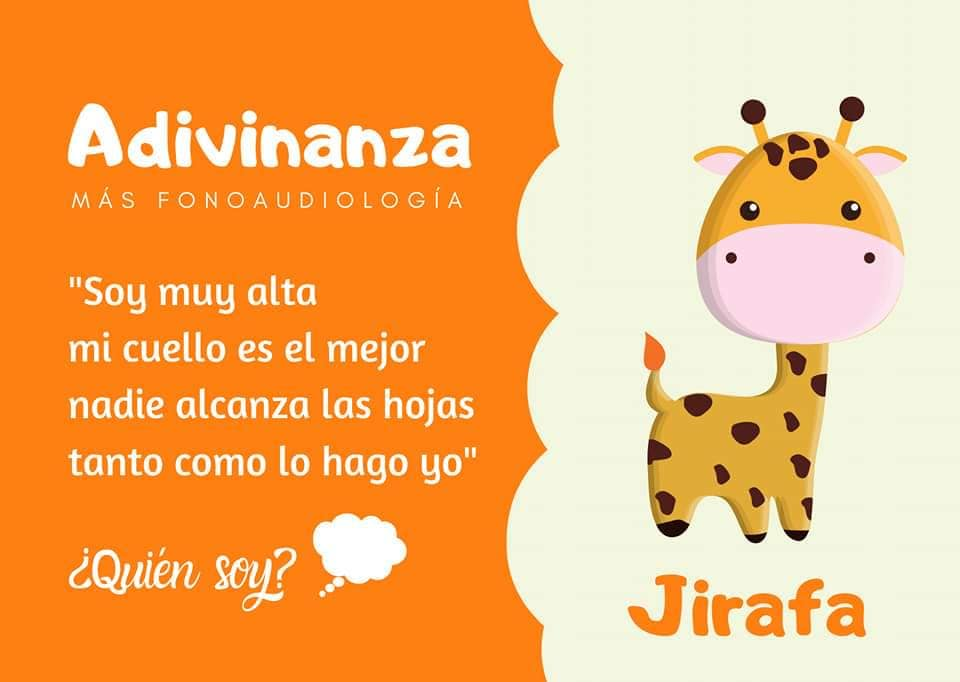 Adivinanza
MÁS FONOAUDIOLOGÍA
"Soy muy alta
mi cuello es el mejor
nadie alcanza las hojas
tanto como lo hago yo"
¿Quién soy?
Jirafa